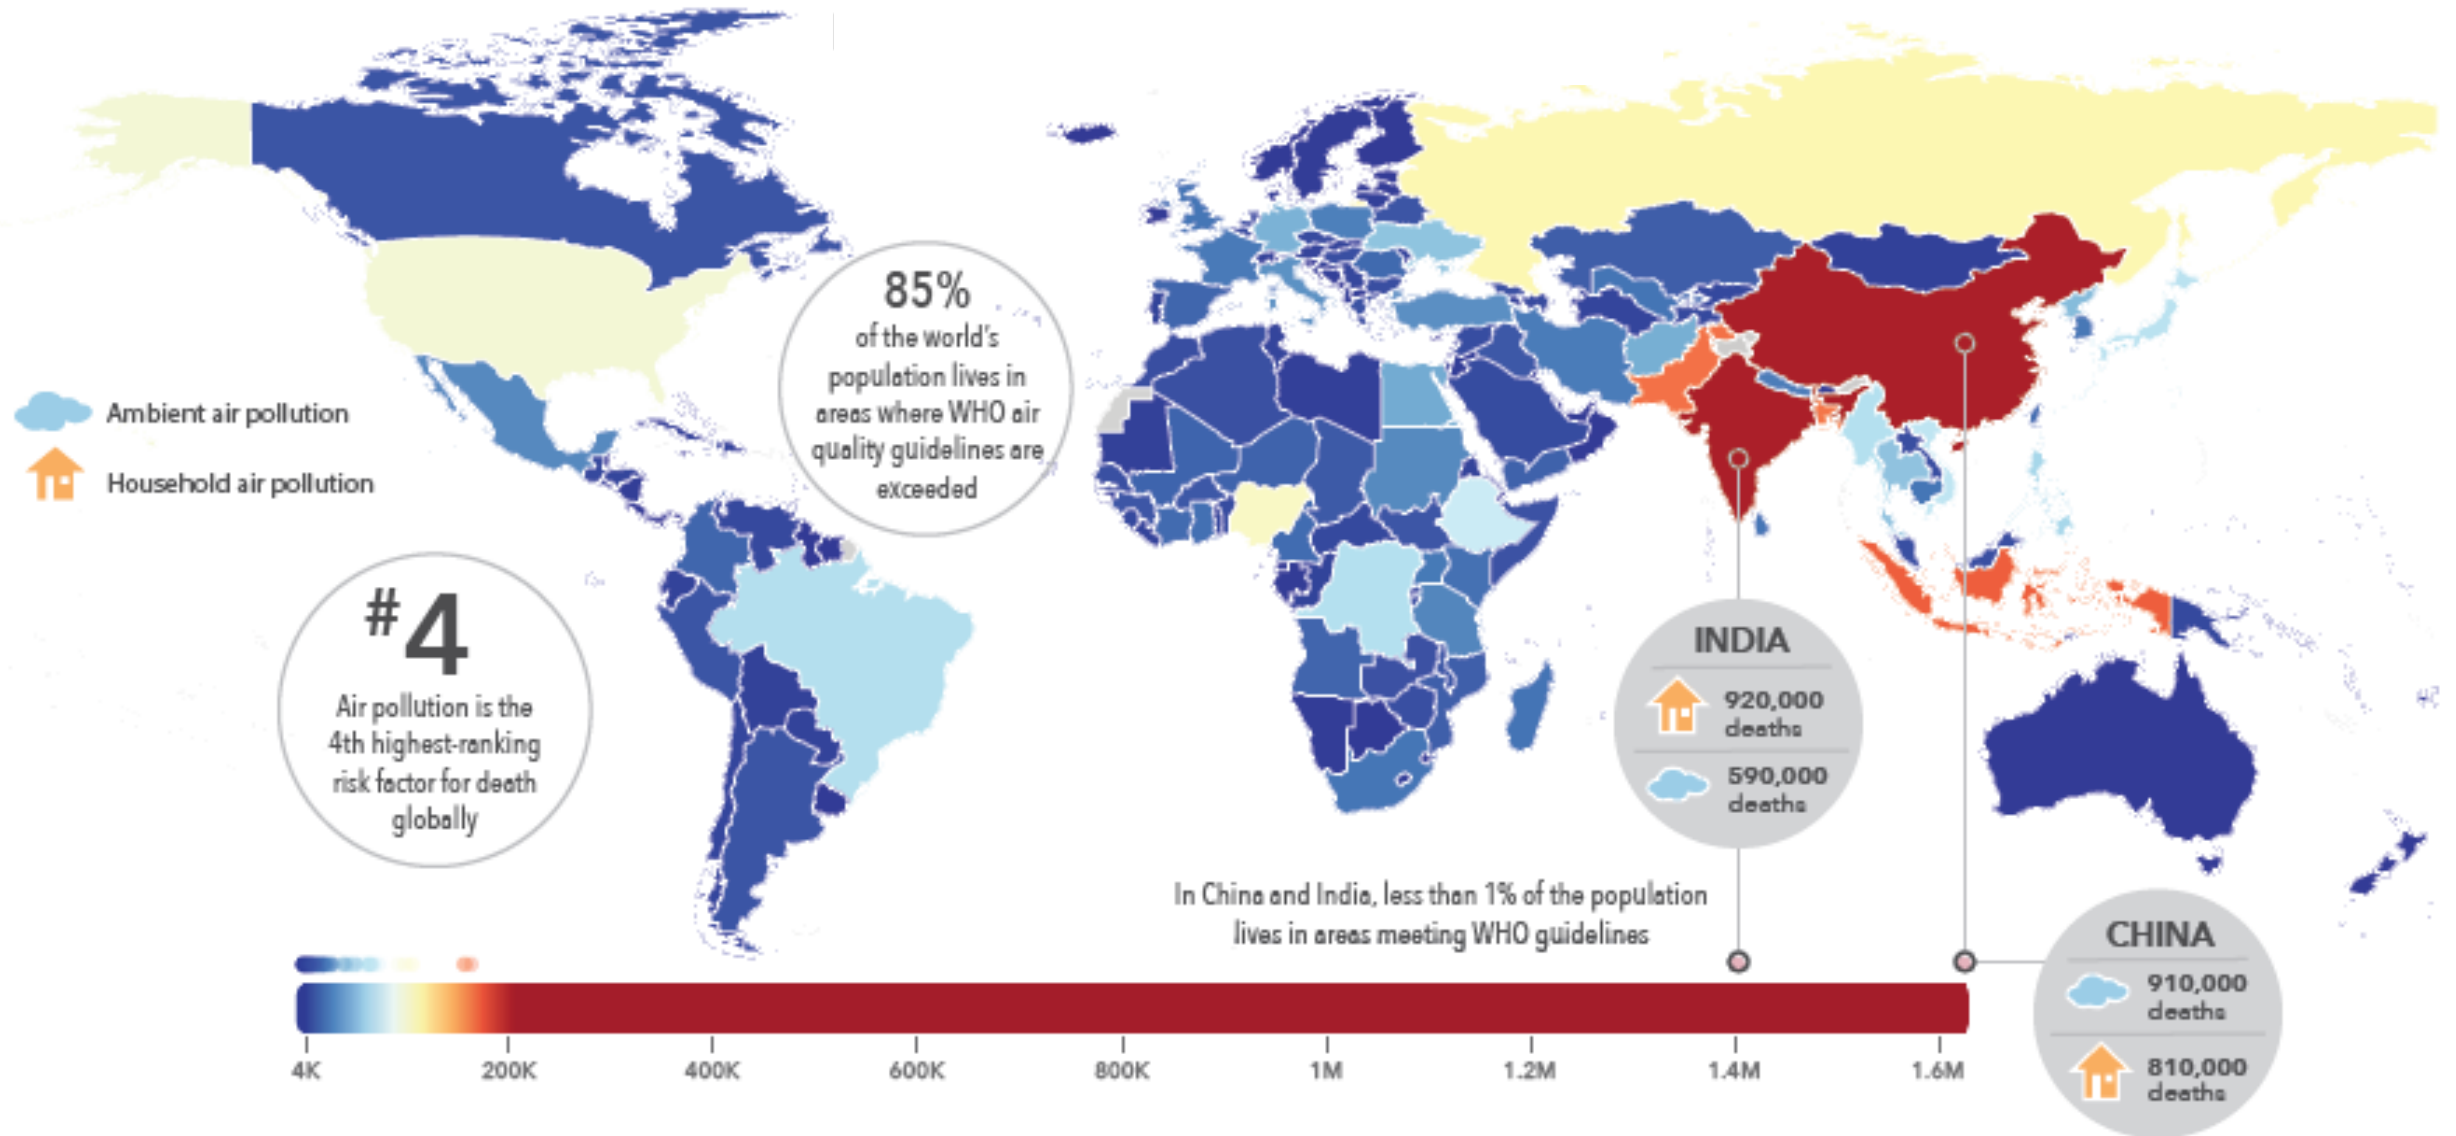 85%
of the world's
population lives in
areas where WHO air
quality guidelines are
exceeded
Ambient air pollution
Household air pollution
#4
Air pollution is the
4th highest-ranking
risk factor for death
globally
INDIA
920,000
deaths
590,000
deaths
In China and India, less than 1% of the population
lives in areas meeting WHO guidelines
CHINA
910,000
deaths
810,000
deaths
4K 200K 400K 600K 800K 1M 1.2M 1.4M 1.6M